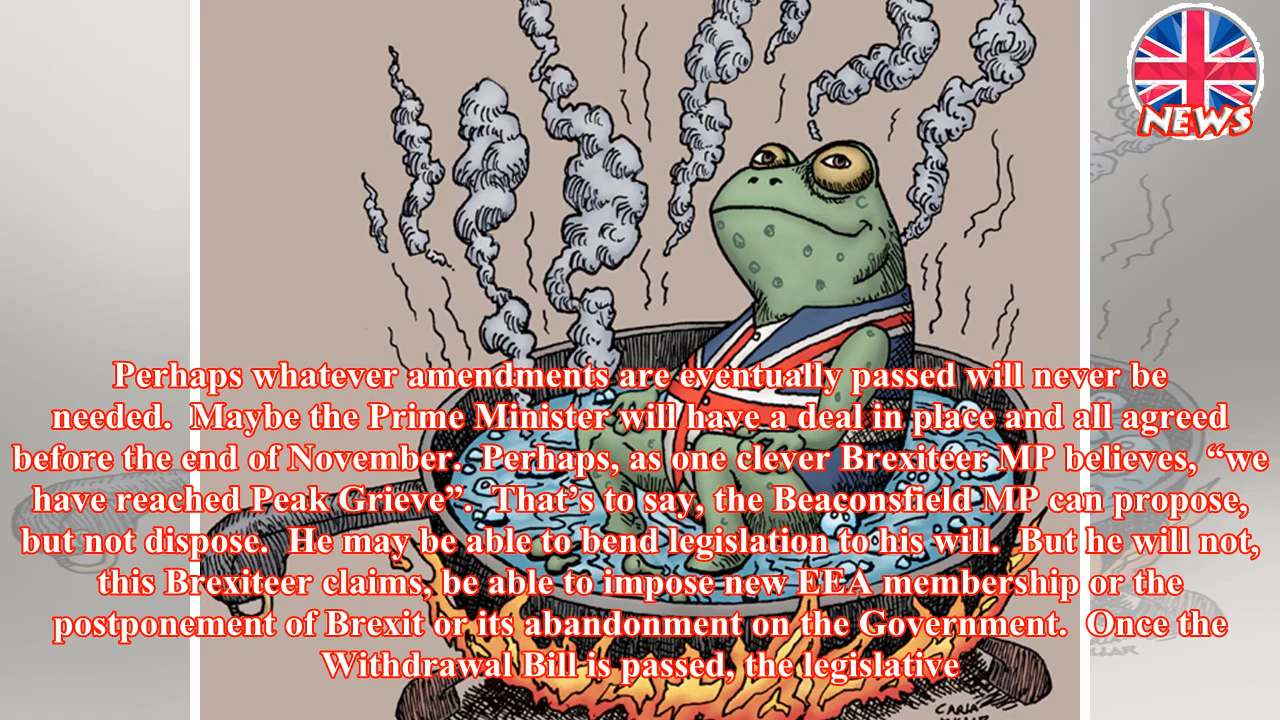 NEWS
Perhaps whatever amendments are eventually passed will never be
needed.  Maybe the Prime Minister will have a deal in place and all agreed
before the end of November.  Perhaps, as one clever Brexiteer MP believes, “we
have reached Peak Grieve”.  That’s to say, the Beaconsfield MP can propose,
but not dispose.  He may be able to bend legislation to his will.  But he will not,
this Brexiteer claims, be able to impose new EEA membership or the
postponement of Brexit or its abandonment on the Government.  Once the
Withdrawal Bill is passed, the legislative
CARLA